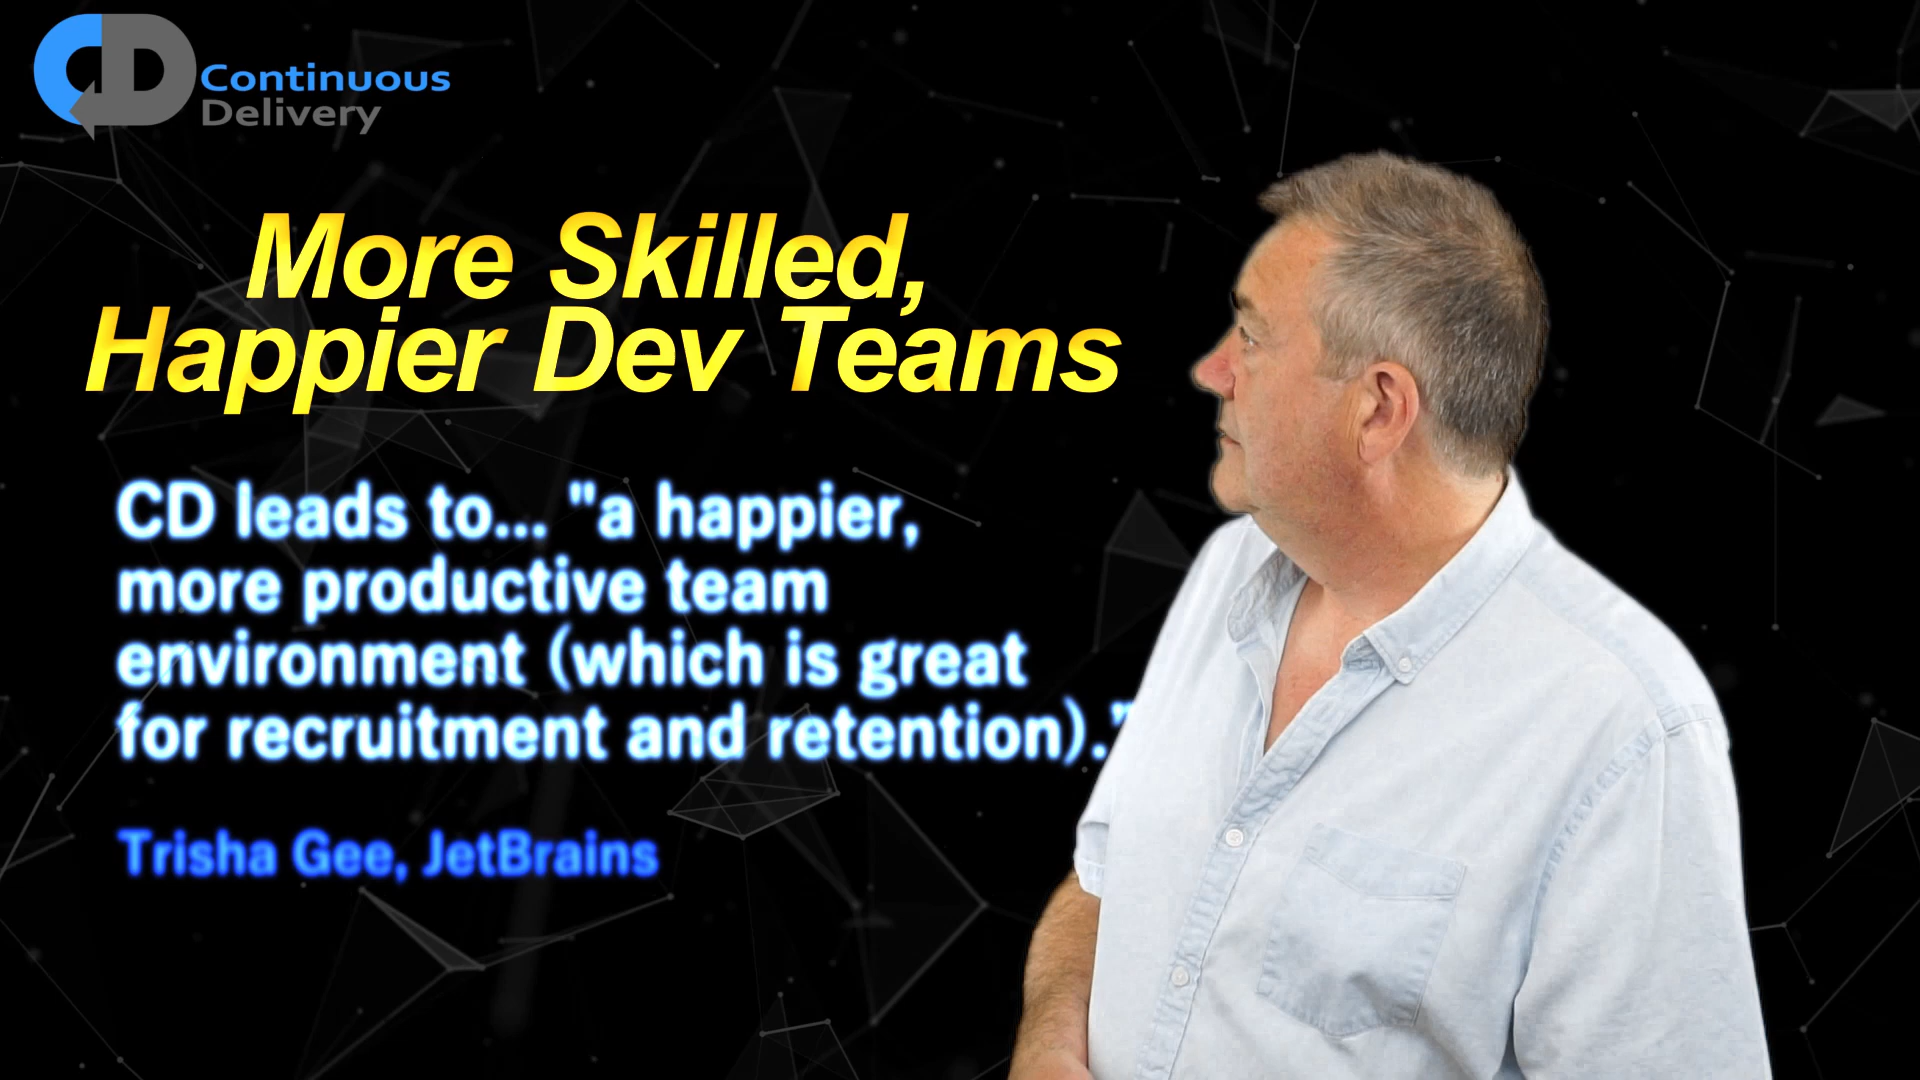 Continuous
Delivery
More Skilled,
Happier Dev Teams
CD leads to... "a happier,
more productive team
environment (which is great
for recruitment and retention)."
Trisha Gee, JetBrains